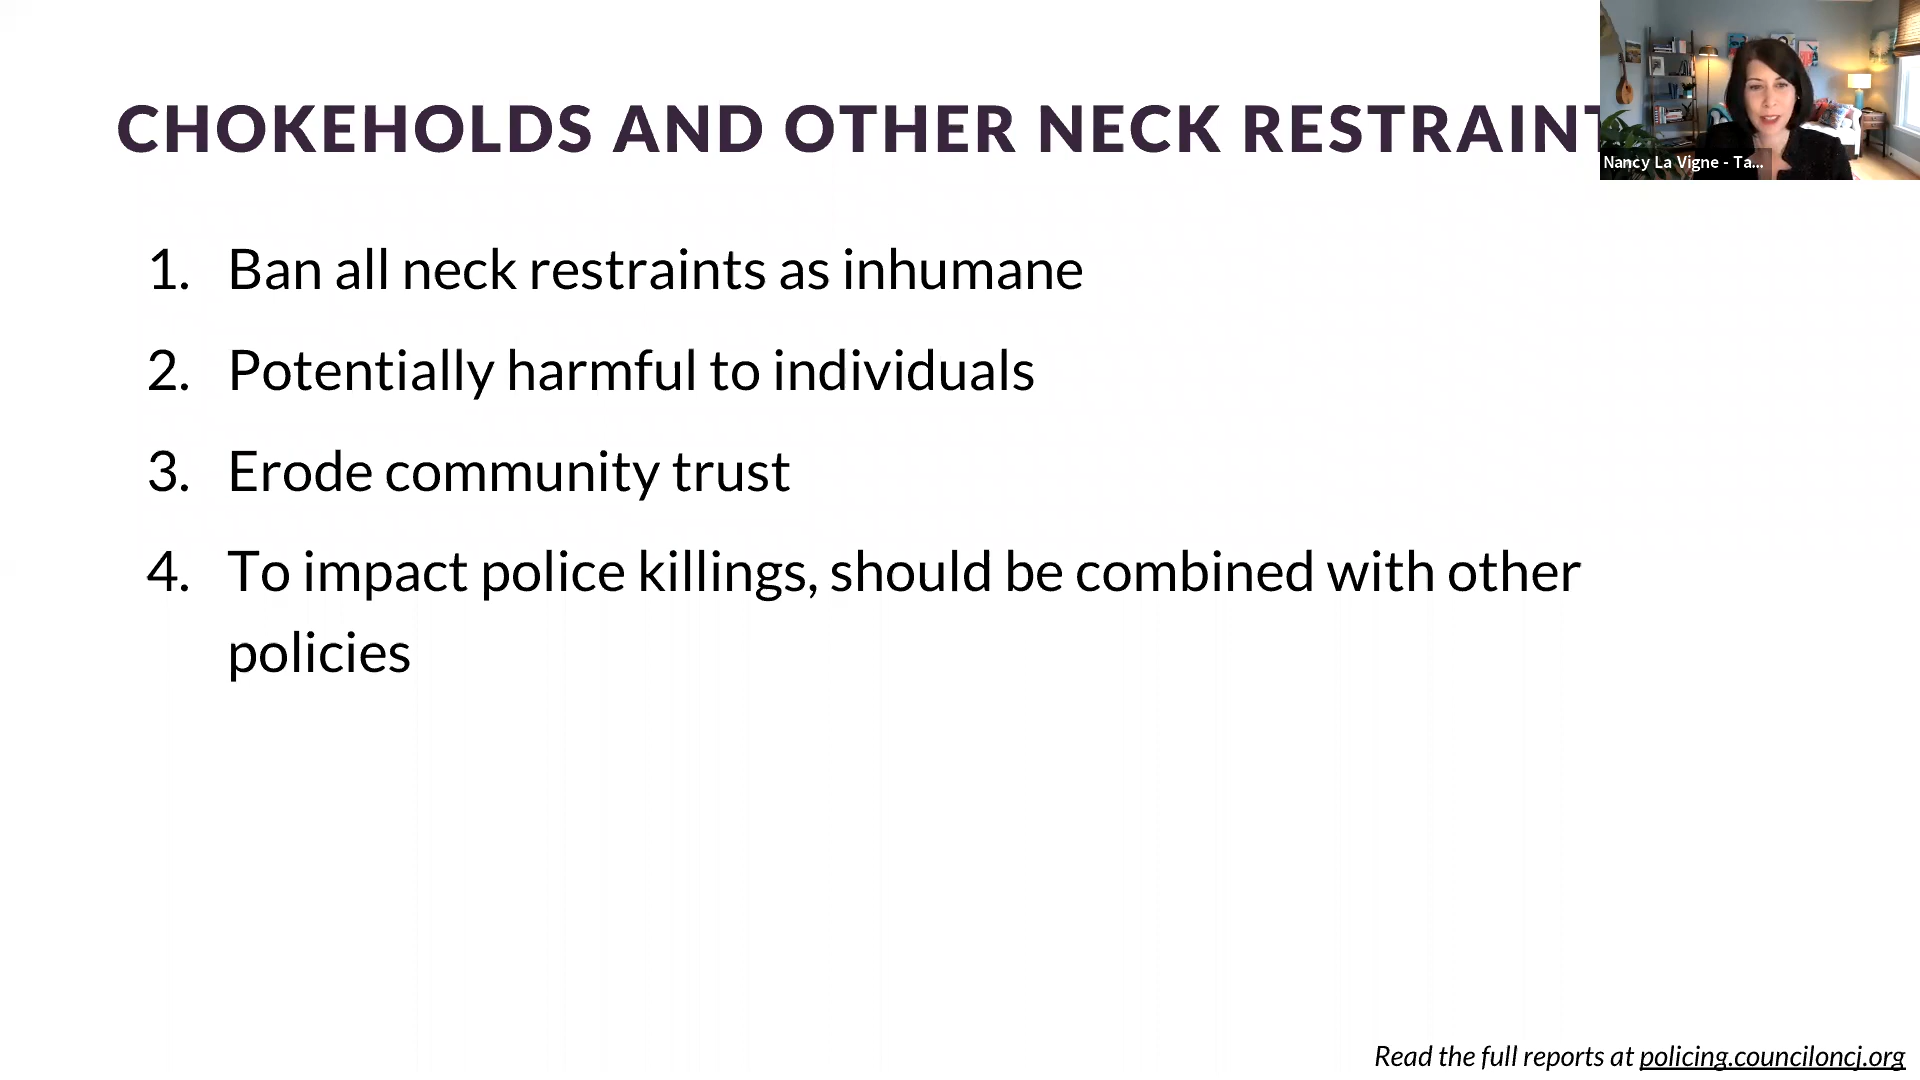 CHOKEHOLDS AND OTHER NECK RESTRAINT
Nancy La Vigne - Ta...
1. Ban all neck restraints as inhumane
2. Potentially harmful to individuals
3. Erode community trust
4. To impact police killings, should be combined with other
policies
Read the full reports at policing.counciloncj.org